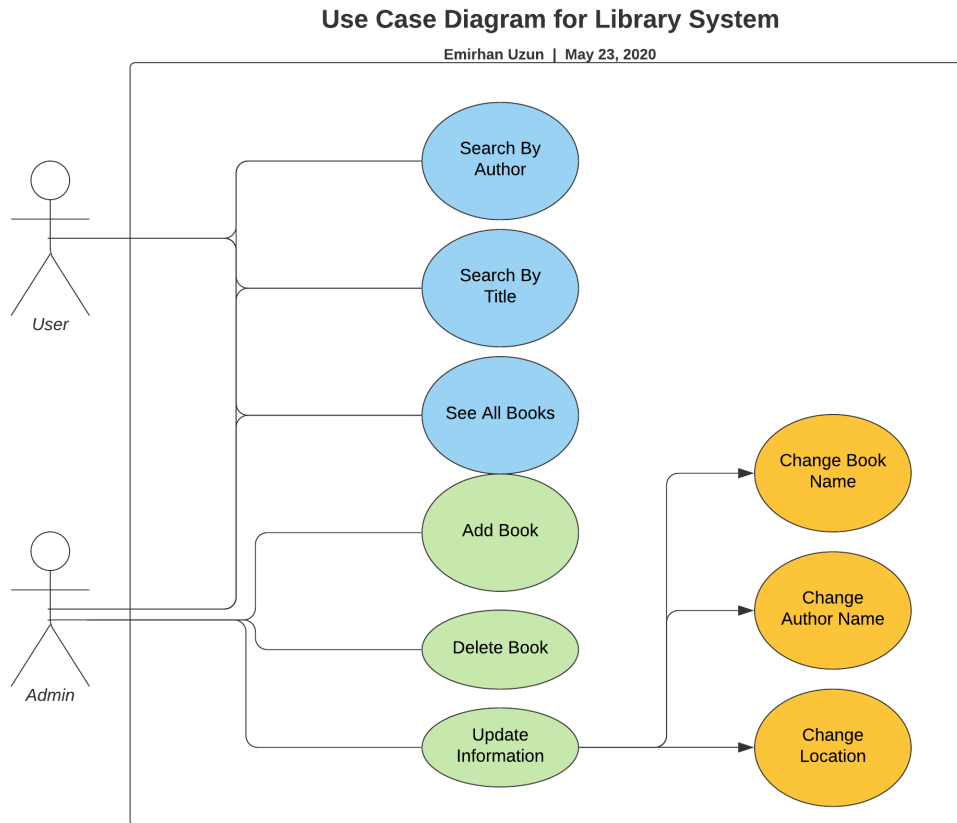 Use Case Diagram for Library System
Emirhan Uzun | May 23, 2020
Search By
Author
User
Search By
Title
See All Books
Change Book
Name
Add Book
Change
Author Name
Admin
Delete Book
Update
Information
Change
Location